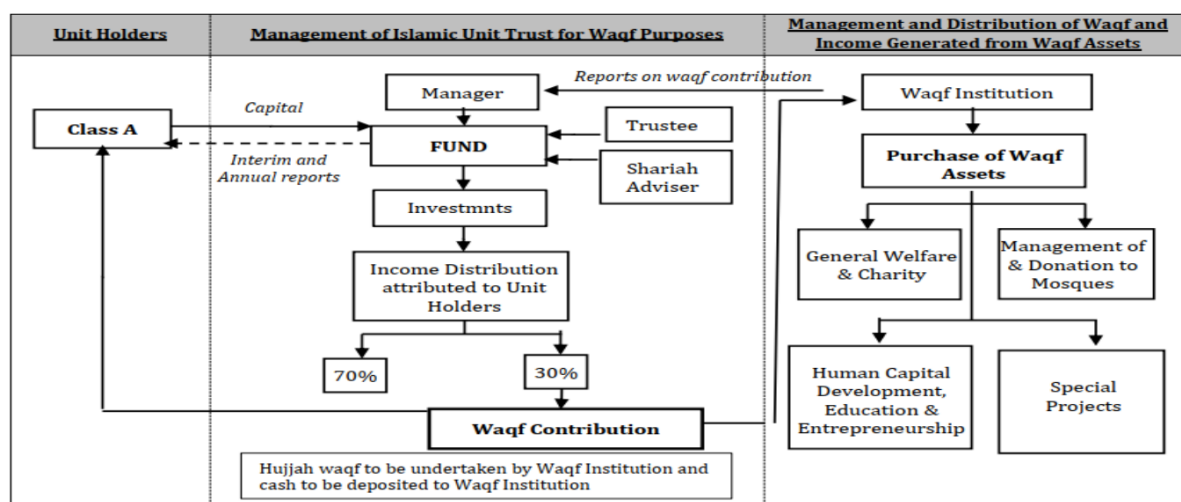 Unit Holders
Management of Islamic Unit Trust for Waqf Purposes
Management and Distribution of Waqf and
Income Generated from Waqf Assets
Reports on waqf contribution
Manager
Waqf Institution
Capital
Class A
Trustee
FUND
Interim and
Annual reports
Shariah
Adviser
Purchase of Waqf
Assets
Investmnts
General Welfare
& Charity
Management of
& Donation to
Mosques
Income Distribution
attributed to Unit
Holders
70%
30%
Human Capital
Development,
Education &
Entrepreneurship
Special
Projects
Waqf Contribution
Hujjah waqf to be undertaken by Waqf Institution and
cash to be deposited to Waqf Institution